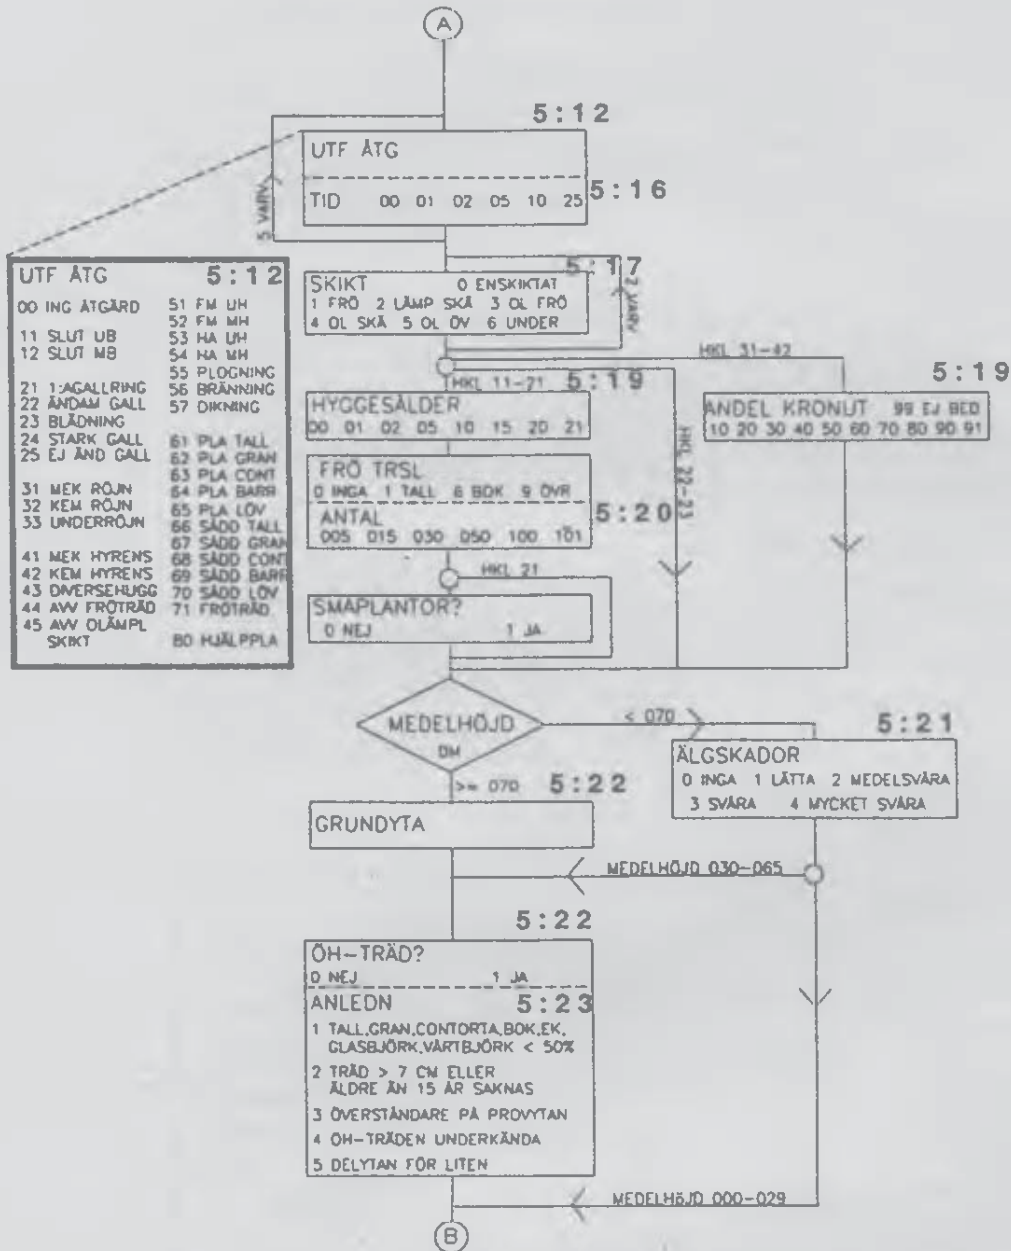 A
5:12
UTF ÅTG
TID 00 01 02 05 10 25
5:16
5 VARV
UTF ÅTG 5:12
00 ING ÅTGÄRD
11 SLUT UB
12 SLUT MB
21 1:AGALLRING
22 ÄNDAM GALL
23 BLÄDNING
24 STARK GALL
25 EJ ÄND GALL
31 MEK RÖJN
32 KEM RÖJN
33 UNDERRÖJN
41 MEK HYRENS
42 KEM HYRENS
43 DIVERSEHUGG
44 AVV FRÖTRÄD
45 AVV OLÄMPL
SKIKT
51 FM UH
52 FM MH
53 HA UH
54 HA MH
55 PLOGNING
56 BRÄNNING
57 DIKNING
61 PLA TALL
62 PLA GRAN
63 PLA CONT
64 PLA BARR
65 PLA LÖV
66 SÅDD TALL
67 SÅDD GRAN
68 SÅDD CONT
69 SÅDD BARR
70 SÅDD LÖV
71 FRÖTRÄD
80 HJÄLPPLA
5:17
SKIKT 0 ENSKIKTAT
1 FRÖ 2 LÄMP SKÄ 3 OL FRÖ
4 OL SKÄ 5 OL ÖV 6 UNDER
2 VARV
HKL 31-42
HKL 11-21
5:19
HYGGESÅLDER
00 01 02 05 10 15 20 21
HKL 22-23
5:19
ANDEL KRONUT 99 EJ BED
10 20 30 40 50 60 70 80 90 91
FRÖ TRSL
0 INGA 1 TALL 8 BOK 9 ÖVR
ANTAL
005 015 030 050 100 101
5:20
HKL 21
SMÅPLANTOR?
0 NEJ 1 JA
MEDELHÖJD
DM
< 070
5:21
ÄLGSKADOR
0 INGA 1 LÄTTA 2 MEDELSVÅRA
3 SVÅRA 4 MYCKET SVÅRA
>= 070
5:22
GRUNDYTA
MEDELHÖJD 030-065
5:22
ÖH-TRÄD?
0 NEJ 1 JA
ANLEDN 5:23
1 TALL,GRAN,CONTORTA,BOK,EK,
GLASBJÖRK,VÅRTBJÖRK < 50%
2 TRÄD > 7 CM ELLER
ÄLDRE ÄN 15 ÅR SAKNAS
3 ÖVERSTÅNDARE PÅ PROVYTAN
4 ÖH-TRÄDEN UNDERKÄNDA
5 DELYTAN FÖR LITEN
MEDELHÖJD 000-029
B